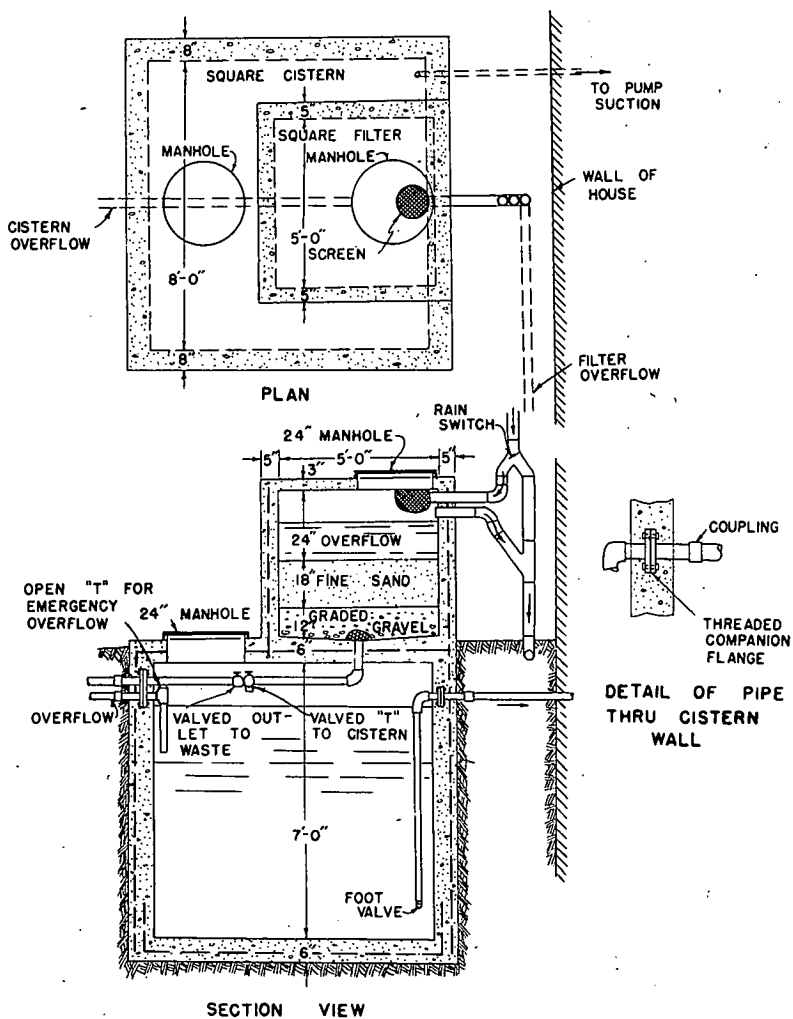 8"
SQUARE CISTERN
TO PUMP
SUCTION
5"
SQUARE FILTER
MANHOLE
MANHOLE
WALL OF
HOUSE
CISTERN
OVERFLOW
5'-0"
SCREEN
8'-0"
5"
8"
FILTER
OVERFLOW
PLAN
RAIN
SWITCH
24" MANHOLE
5" 5'-0" 5"
3"
24" OVERFLOW
COUPLING
18" FINE SAND
OPEN "T" FOR
EMERGENCY
OVERFLOW
24" MANHOLE
GRADED
12" GRAVEL
6"
THREADED
COMPANION
FLANGE
DETAIL OF PIPE
THRU CISTERN
WALL
OVERFLOW
VALVED OUT-
LET TO
WASTE
VALVED "T"
TO CISTERN
7'-0"
FOOT
VALVE
6"
SECTION VIEW